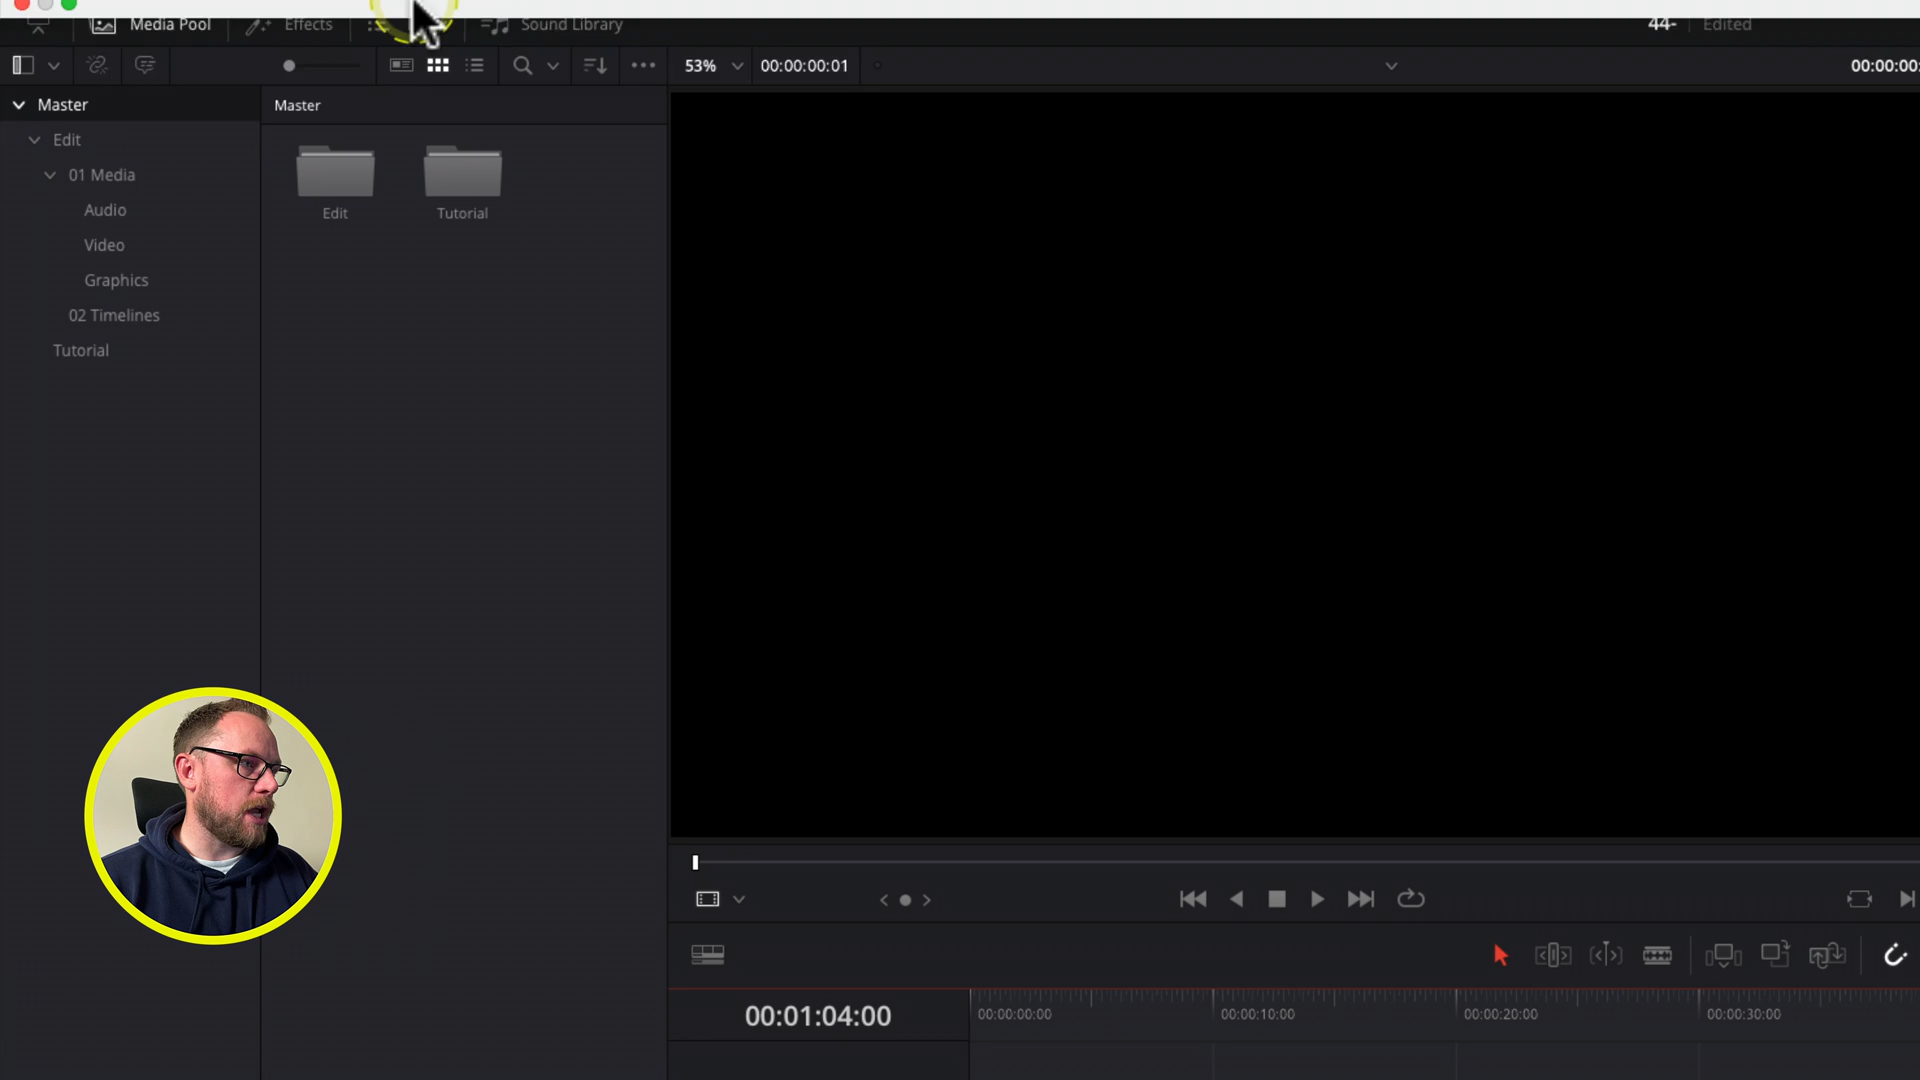 Media Pool
Effects
Sound Library
44-
Edited
53%
00:00:00:01
00:00:00:
Master
Master
Edit
01 Media
Audio
Video
Graphics
02 Timelines
Tutorial
Edit
Tutorial
00:01:04:00
00:00:00:00
00:00:10:00
00:00:20:00
00:00:30:00